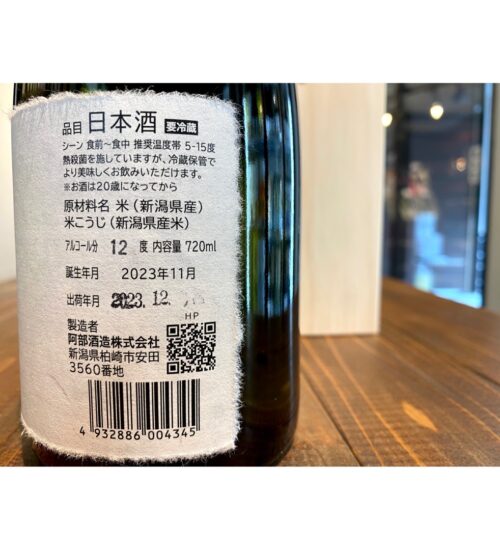 品目 日本酒 要冷蔵
シーン 食前~食中 推奨温度帯 5-15度
熱殺菌を施していますが、冷蔵保管で
より美味しくお飲みいただけます。
※お酒は20歳になってから
原材料名 米(新潟県産)
米こうじ(新潟県産米)
アルコール分 12 度 内容量 720ml
誕生年月 2023年11月
出荷年月 2023.12.
HP
製造者
阿部酒造株式会社
新潟県柏崎市安田
3560番地
4 932886 004345